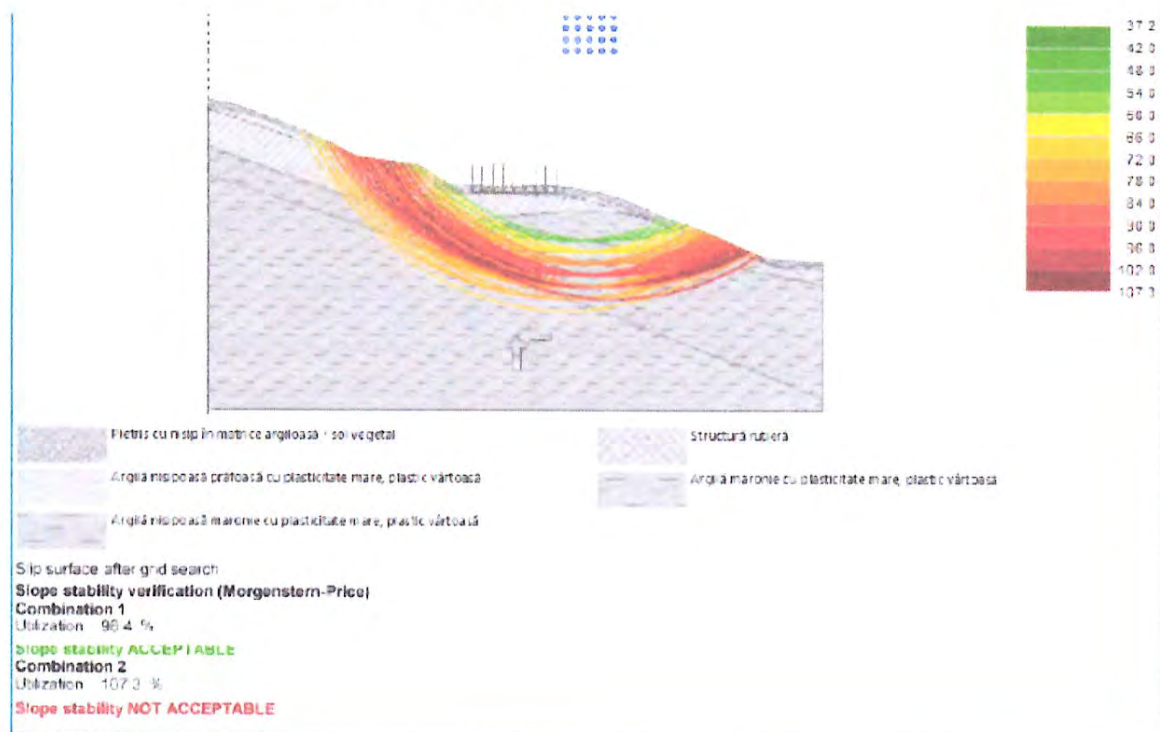 37.2
42.0
48.0
54.0
60.0
66.0
72.0
78.0
84.0
90.0
96.0
102.0
107.3
Pietris cu nisip în matrice argiloasă / sol vegetal
Structură rutieră
Argilă nisipoasă prăfoasă cu plasticitate mare, plastic vârtoasă
Argilă maronie cu plasticitate mare, plastic vârtoasă
Argilă nisipoasă maronie cu plasticitate mare, plastic vârtoasă
Slip surface after grid search
Slope stability verification (Morgenstern-Price)
Combination 1
Utilization 98.4 %
Slope stability ACCEPTABLE
Combination 2
Utilization 107.3 %
Slope stability NOT ACCEPTABLE